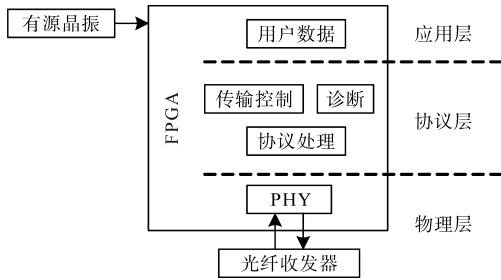 有源晶振
用户数据
应用层
FPGA
传输控制
诊断
协议层
协议处理
PHY
物理层
光纤收发器